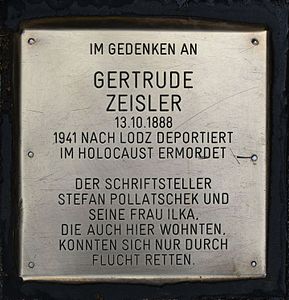 IM GEDENKEN AN
GERTRUDE
ZEISLER
13.10.1888
1941 NACH LODZ DEPORTIERT
IM HOLOCAUST ERMORDET
DER SCHRIFTSTELLER
STEFAN POLLATSCHEK UND
SEINE FRAU ILKA,
DIE AUCH HIER WOHNTEN,
KONNTEN SICH NUR DURCH
FLUCHT RETTEN.